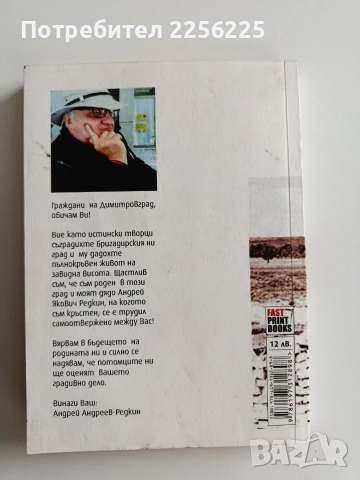 Потребител 2256225
Граждани на Димитровград,
обичам Ви!
Вие като истински творци
съградихте бригадирския ни
град и му дадохте
пълнокръвен живот на
завидна висота. Щастлив
съм, че съм роден в този
град и моят дядо Андрей
Якович Редкин, на когото
съм кръстен, се е трудил
самоотвержено между Вас!
Вярвам в бъдещето на
родината ни и силно се
надявам, че потомците ни
ще оценят Вашето
градивно дело.
Винаги Ваш:
Андрей Андреев-Редкин
FAST
PRINT
BOOKS
12 лв.
BAZAR